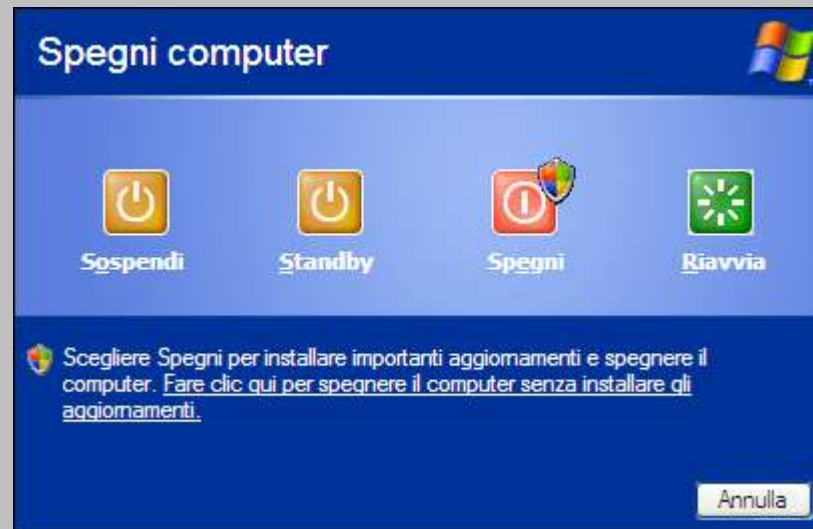 Spegni computer
Sospendi
Standby
Spegni
Riavvia
Scegliere Spegni per installare importanti aggiornamenti e spegnere il
computer. Fare clic qui per spegnere il computer senza installare gli
aggiornamenti.
Annulla